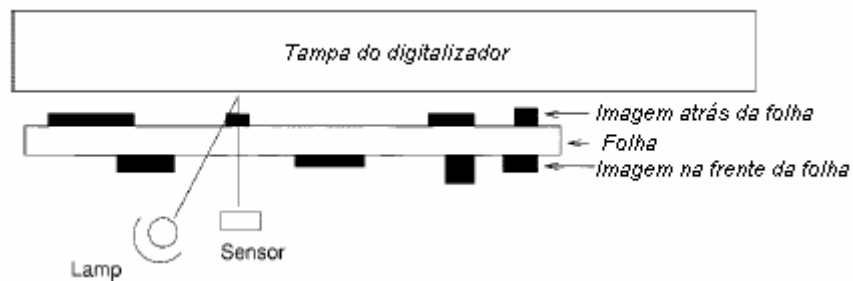 Tampa do digitalizador
Imagem atrás da folha
Folha
Imagem na frente da folha
Sensor
Lamp